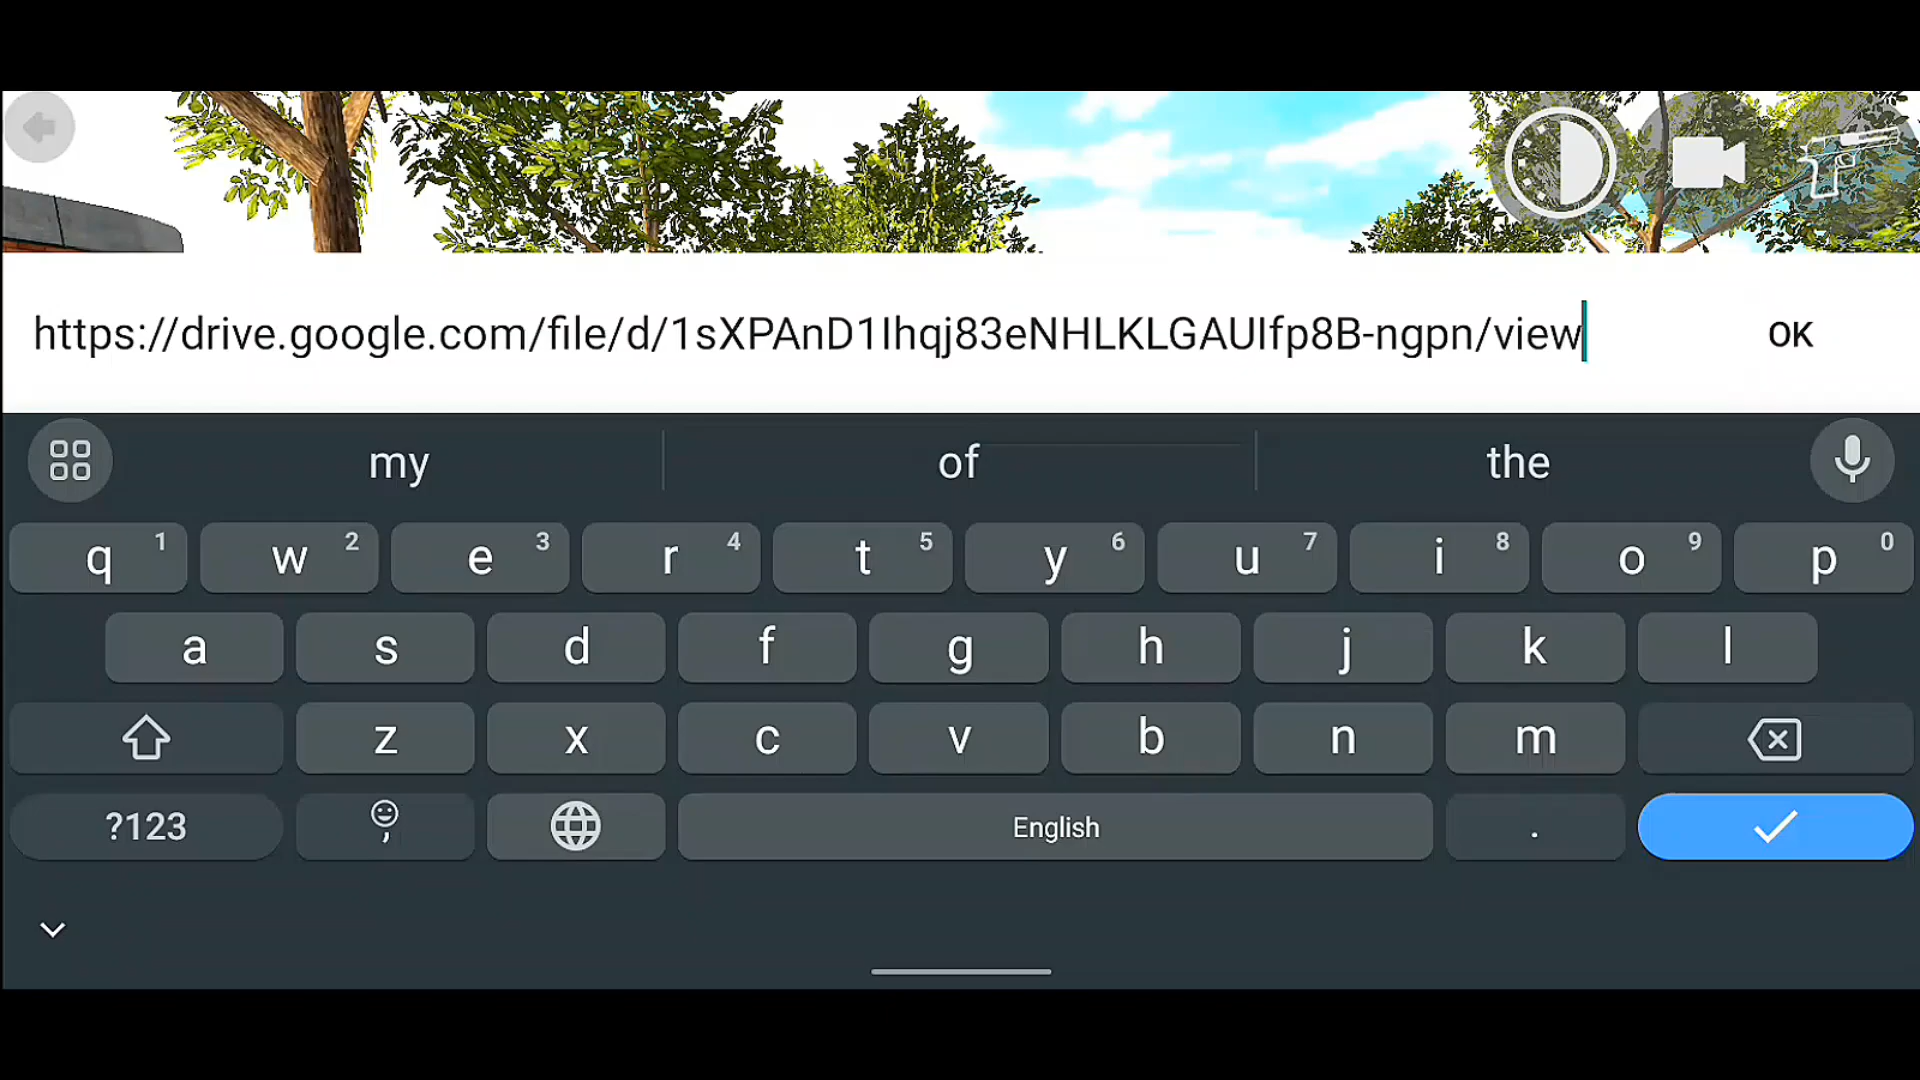 https://drive.google.com/file/d/1sXPAnD1Ihqj83eNHLKLGAUIfp8B-ngpn/view
OK
my of the
q 1 w 2 e 3 r 4 t 5 y 6 u 7 i 8 o 9 p 0
a s d f g h j k l
z x c v b n m
?123 , English .